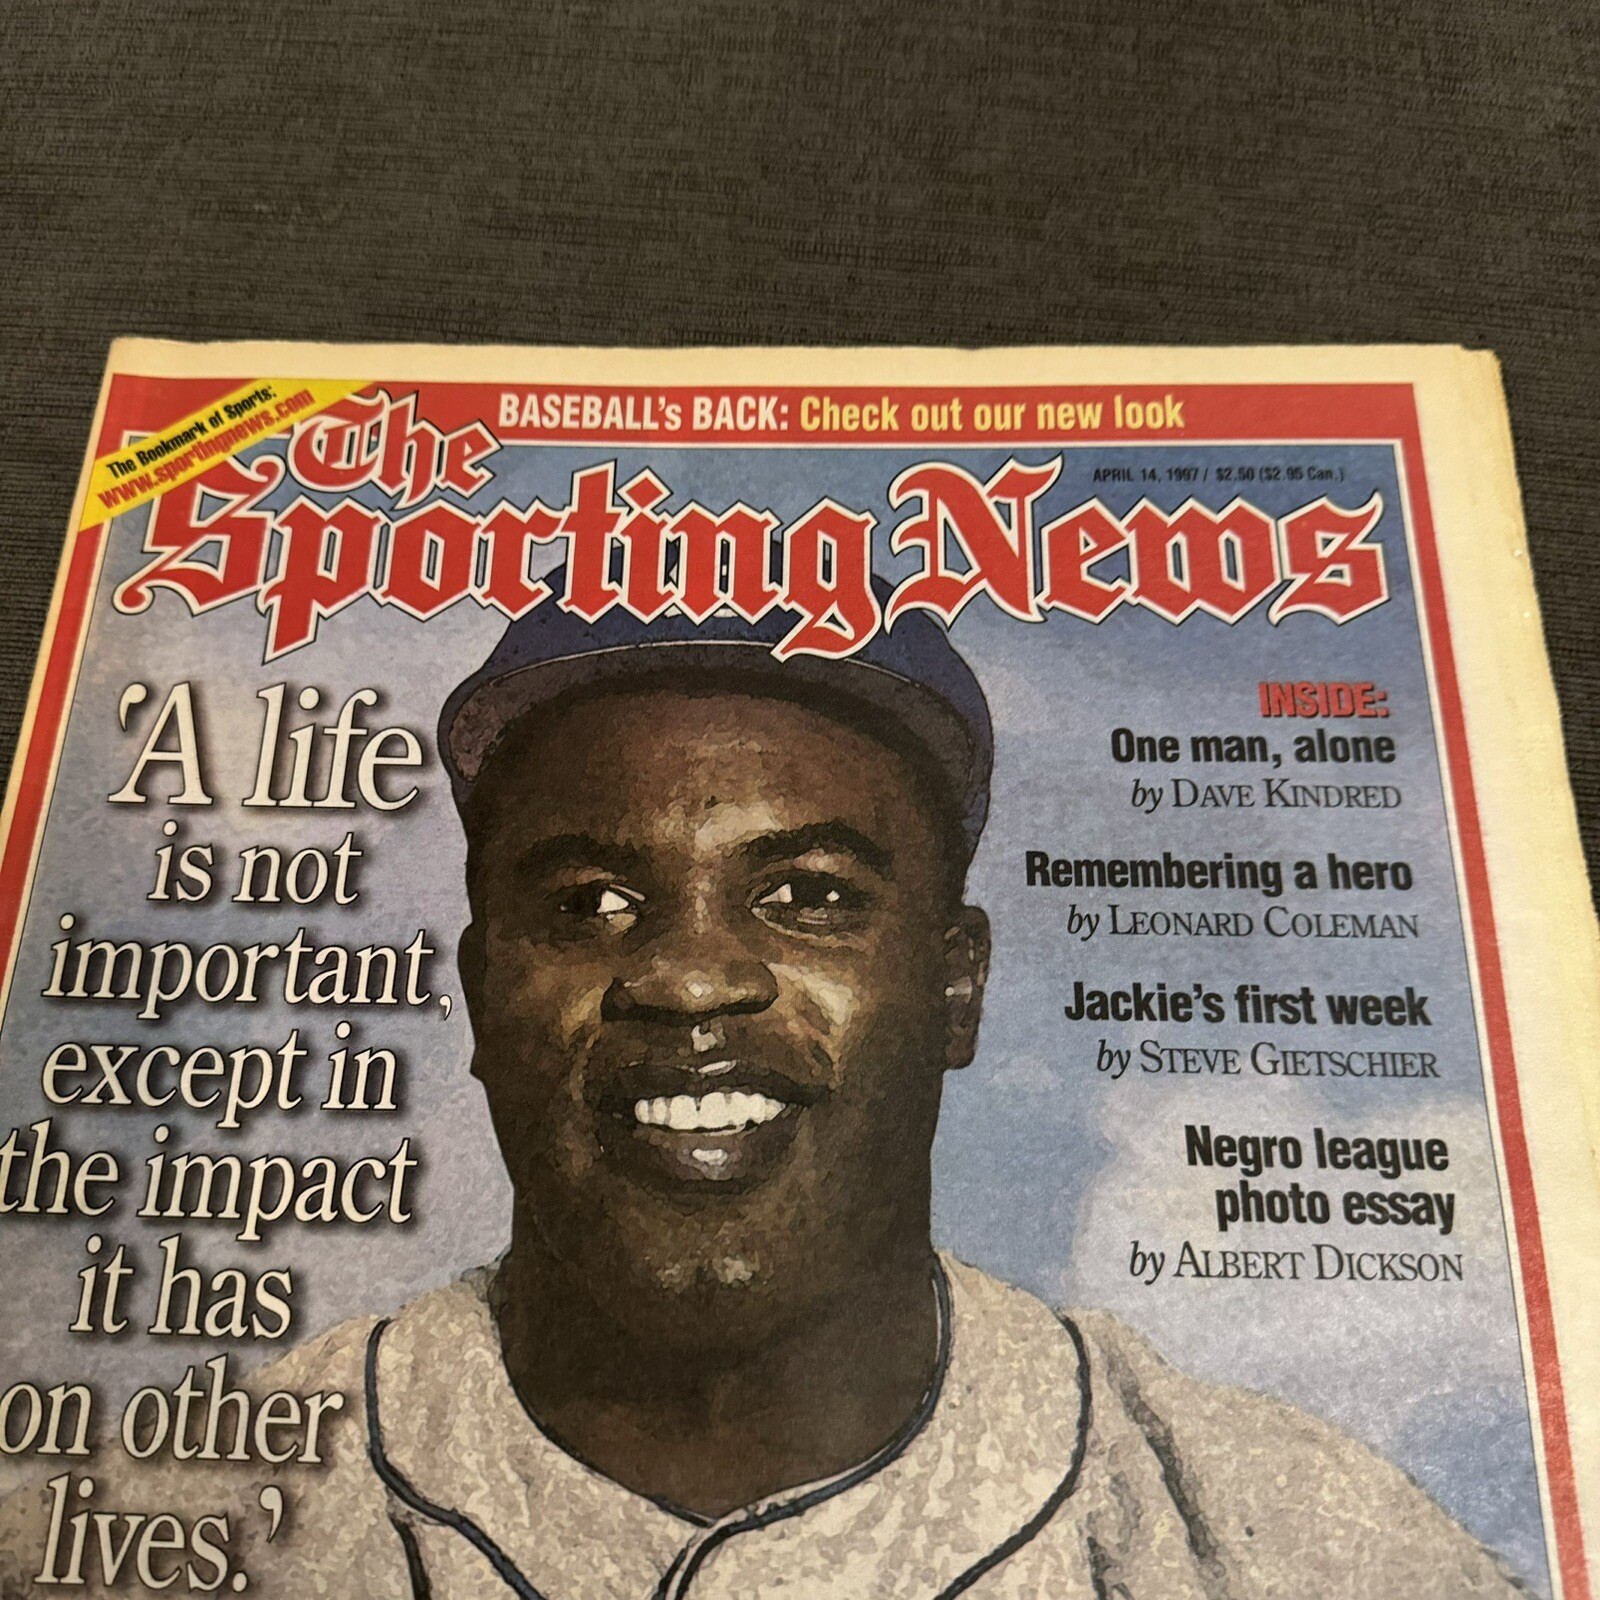 The Bookmark of Sports:
www.sportingnews.com
BASEBALL's BACK: Check out our new look
The
Sporting News
APRIL 14, 1997 / $2.50 ($2.95 Can.)
'A life
is not
important,
except in
the impact
it has
on other
lives.'
INSIDE:
One man, alone
by DAVE KINDRED
Remembering a hero
by LEONARD COLEMAN
Jackie's first week
by STEVE GIETSCHIER
Negro league
photo essay
by ALBERT DICKSON